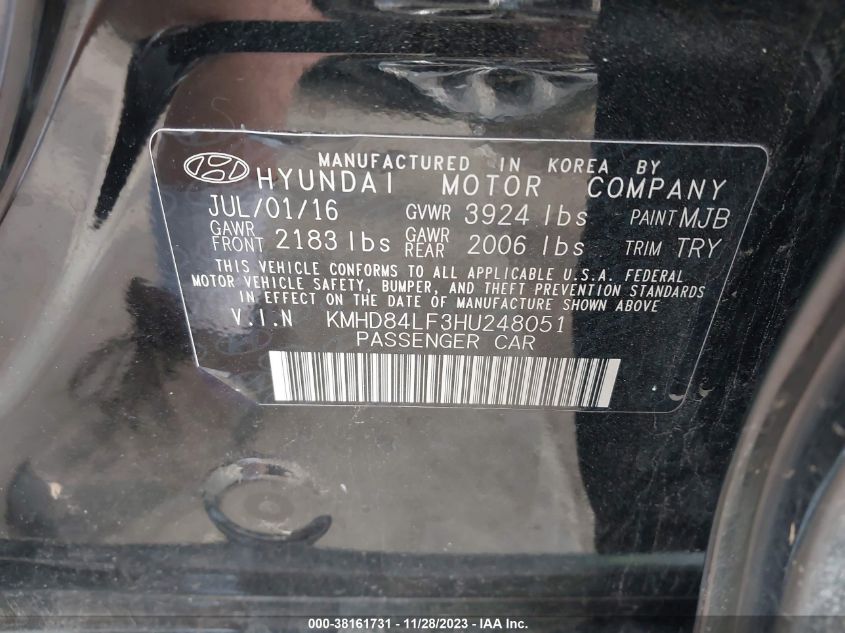 MANUFACTURED IN KOREA BY
HYUNDAI MOTOR COMPANY
JUL/01/16 GVWR 3924 lbs PAINT MJB
GAWR FRONT 2183 lbs GAWR REAR 2006 lbs TRIM TRY
THIS VEHICLE CONFORMS TO ALL APPLICABLE U.S.A. FEDERAL
MOTOR VEHICLE SAFETY, BUMPER, AND THEFT PREVENTION STANDARDS
IN EFFECT ON THE DATE OF MANUFACTURE SHOWN ABOVE
V.I.N KMHD84LF3HU248051
PASSENGER CAR
000-38161731 - 11/28/2023 - IAA Inc.